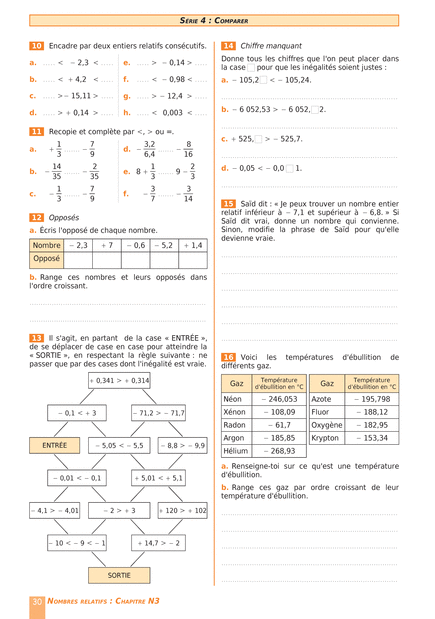 SÉRIE 4 : COMPARER
10 Encadre par deux entiers relatifs consécutifs.
a. ...... < − 2,3 < ...... e. ...... > − 0,14 > ......
b. ...... < + 4,2 < ...... f. ...... < − 0,98 < ......
c. ...... > − 15,11 > ...... g. ...... > − 12,4 > ......
d. ...... > + 0,14 > ...... h. ...... < 0,003 < ......
11 Recopie et complète par <, > ou =.
a. + 1/3 ...... − 7/9 d. − 3,2/6,4 ...... − 8/16
b. − 14/35 ...... − 2/35 e. 8 + 1/3 ...... 9 − 2/3
c. − 1/3 ...... − 7/9 f. − 3/7 ...... − 3/14
12 Opposés
a. Écris l'opposé de chaque nombre.
Nombre − 2,3 + 7 − 0,6 − 5,2 + 1,4
Opposé
b. Range ces nombres et leurs opposés dans
l'ordre croissant.
13 Il s'agit, en partant de la case « ENTRÉE »,
de se déplacer de case en case pour atteindre la
« SORTIE », en respectant la règle suivante : ne
passer que par des cases dont l'inégalité est vraie.
+ 0,341 > + 0,314
− 0,1 < + 3 − 71,2 > − 71,7
ENTRÉE − 5,05 < − 5,5 − 8,8 > − 9,9
− 0,01 < − 0,1 + 5,01 < + 5,1
− 4,1 > − 4,01 − 2 > + 3 + 120 > + 102
− 10 < − 9 < − 1 + 14,7 > − 2
SORTIE
14 Chiffre manquant
Donne tous les chiffres que l'on peut placer dans
la case □ pour que les inégalités soient justes :
a. − 105,2□ < − 105,24.
b. − 6 052,53 > − 6 052,□2.
c. + 525,□ > − 525,7.
d. − 0,05 < − 0,0□1.
15 Saïd dit : « Je peux trouver un nombre entier
relatif inférieur à − 7,1 et supérieur à − 6,8. » Si
Saïd dit vrai, donne un nombre qui convienne.
Sinon, modifie la phrase de Saïd pour qu'elle
devienne vraie.
16 Voici les températures d'ébullition de
différents gaz.
Gaz Température d'ébullition en °C Gaz Température d'ébullition en °C
Néon − 246,053 Azote − 195,798
Xénon − 108,09 Fluor − 188,12
Radon − 61,7 Oxygène − 182,95
Argon − 185,85 Krypton − 153,34
Hélium − 268,93
a. Renseigne-toi sur ce qu'est une température
d'ébullition.
b. Range ces gaz par ordre croissant de leur
température d'ébullition.
30 NOMBRES RELATIFS : CHAPITRE N3